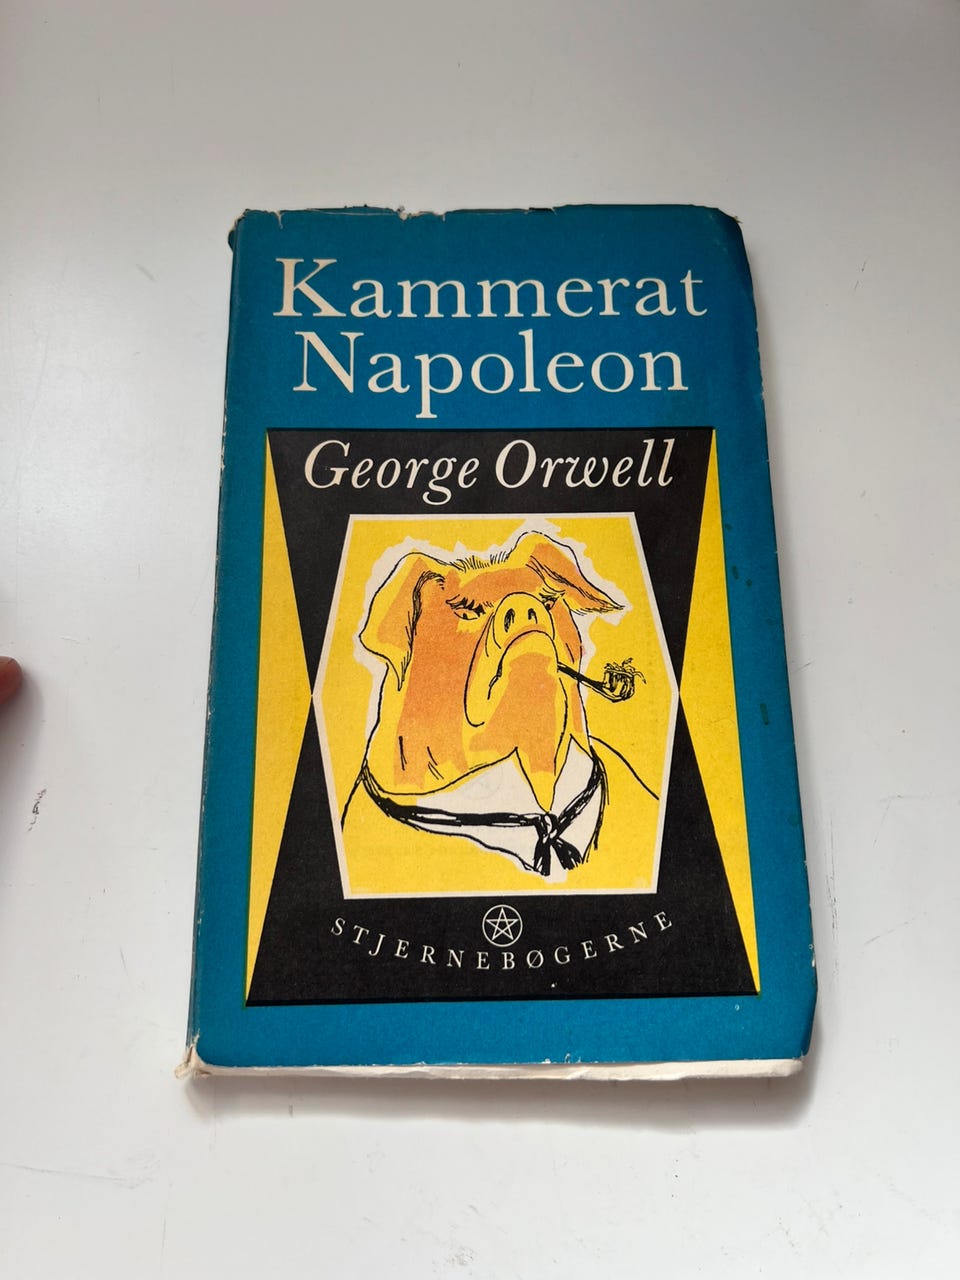 Kammerat
Napoleon
George Orwell
STJERNEBØGERNE